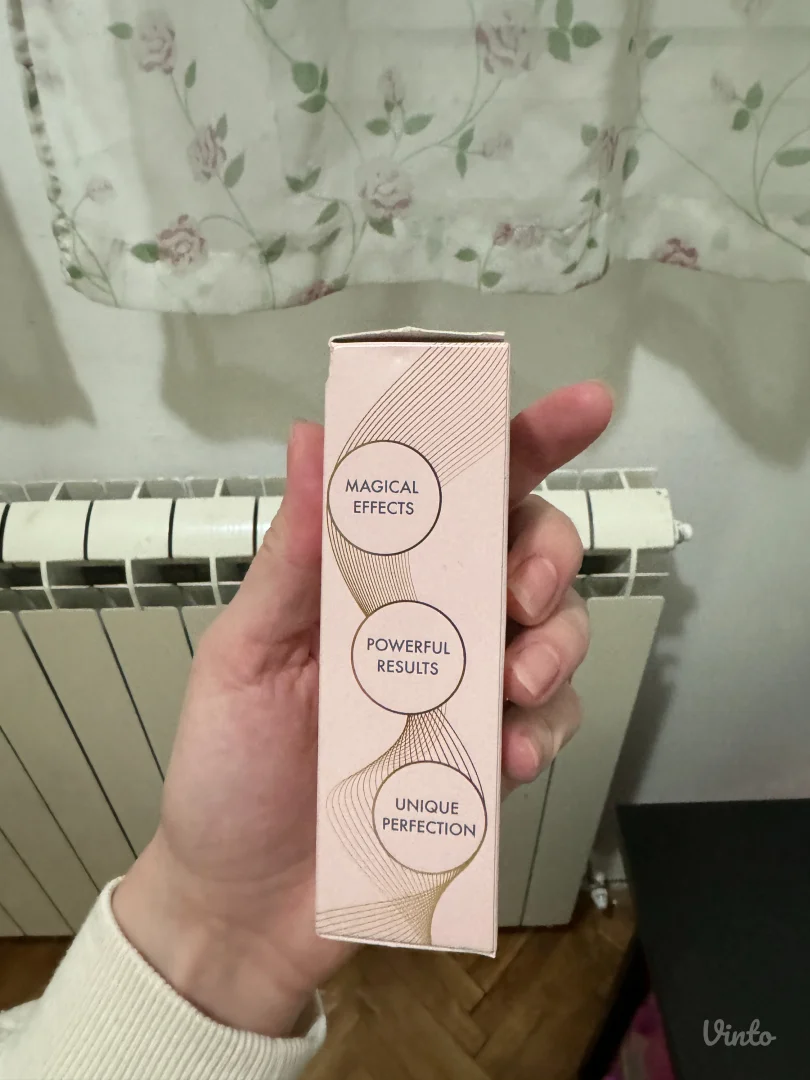 MAGICAL
EFFECTS
POWERFUL
RESULTS
UNIQUE
PERFECTION
Vinto